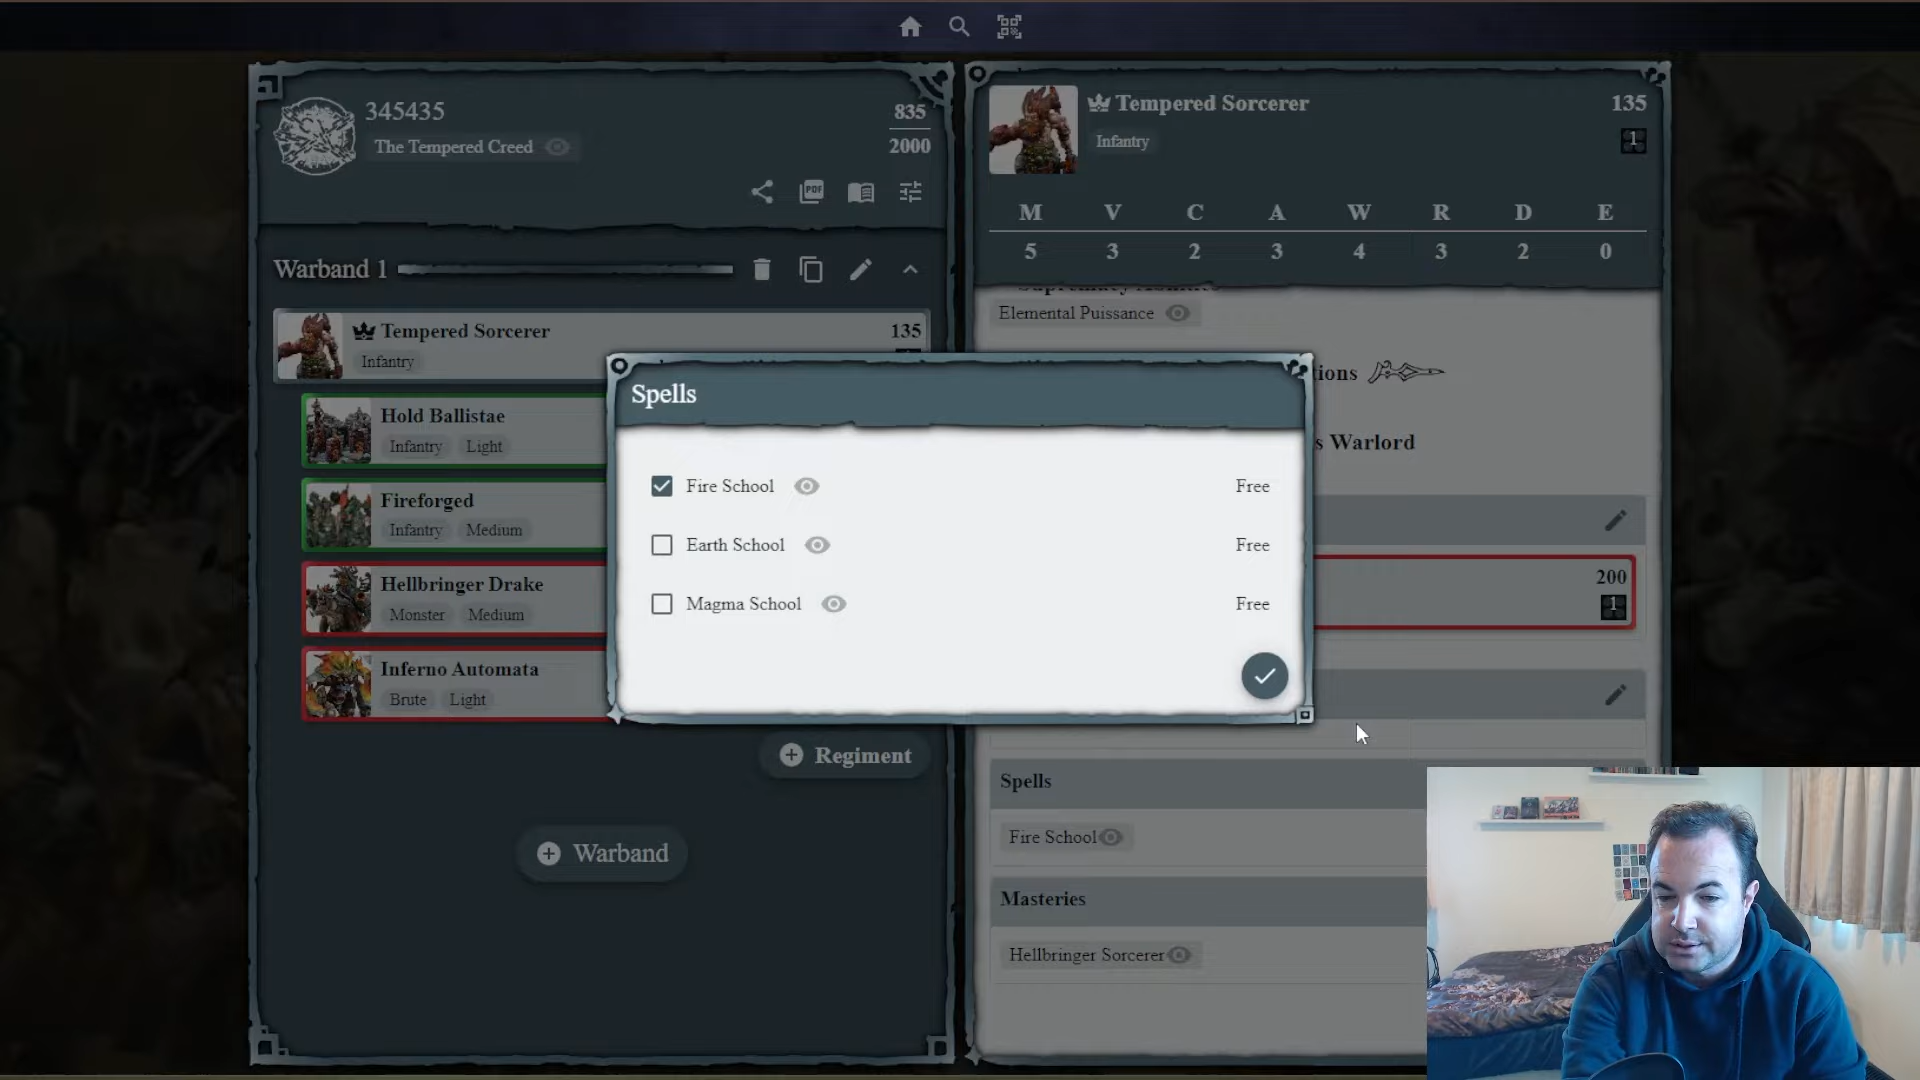 345435
835
The Tempered Creed
2000
PDF
Warband 1
Tempered Sorcerer
135
Infantry
Hold Ballistae
Infantry Light
Fireforged
Infantry Medium
Hellbringer Drake
Monster Medium
Inferno Automata
Brute Light
Regiment
Warband
Tempered Sorcerer
135
Infantry
1
M V C A W R D E
5 3 2 3 4 3 2 0
Elemental Puissance
s Warlord
200
1
Spells
Fire School
Masteries
Hellbringer Sorcerer
Spells
Fire School Free
Earth School Free
Magma School Free